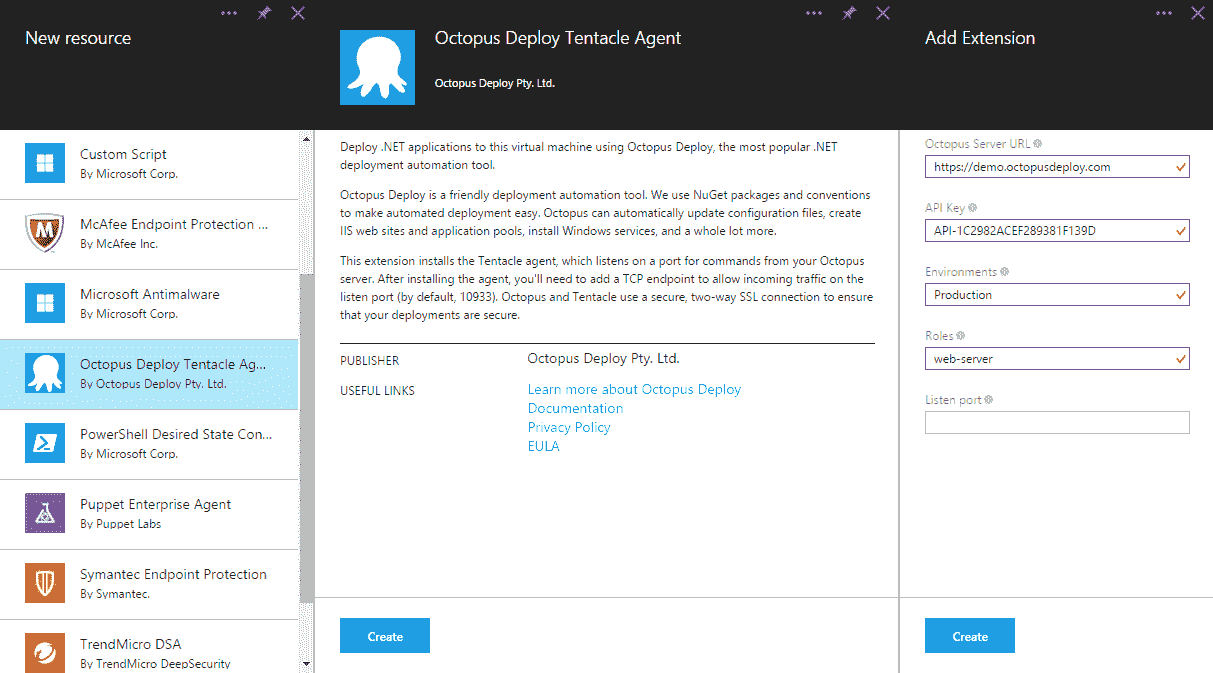 New resource
Custom Script
By Microsoft Corp.
McAfee Endpoint Protection ...
By McAfee Inc.
Microsoft Antimalware
By Microsoft Corp.
Octopus Deploy Tentacle Ag...
By Octopus Deploy Pty. Ltd.
PowerShell Desired State Con...
By Microsoft Corp.
Puppet Enterprise Agent
By Puppet Labs
Symantec Endpoint Protection
By Symantec.
TrendMicro DSA
By TrendMicro DeepSecurity
Octopus Deploy Tentacle Agent
Octopus Deploy Pty. Ltd.
Deploy .NET applications to this virtual machine using Octopus Deploy, the most popular .NET
deployment automation tool.
Octopus Deploy is a friendly deployment automation tool. We use NuGet packages and conventions
to make automated deployment easy. Octopus can automatically update configuration files, create
IIS web sites and application pools, install Windows services, and a whole lot more.
This extension installs the Tentacle agent, which listens on a port for commands from your Octopus
server. After installing the agent, you'll need to add a TCP endpoint to allow incoming traffic on the
listen port (by default, 10933). Octopus and Tentacle use a secure, two-way SSL connection to ensure
that your deployments are secure.
PUBLISHER
Octopus Deploy Pty. Ltd.
USEFUL LINKS
Learn more about Octopus Deploy
Documentation
Privacy Policy
EULA
Create
Add Extension
Octopus Server URL
https://demo.octopusdeploy.com
API Key
API-1C2982ACEF289381F139D
Environments
Production
Roles
web-server
Listen port
Create